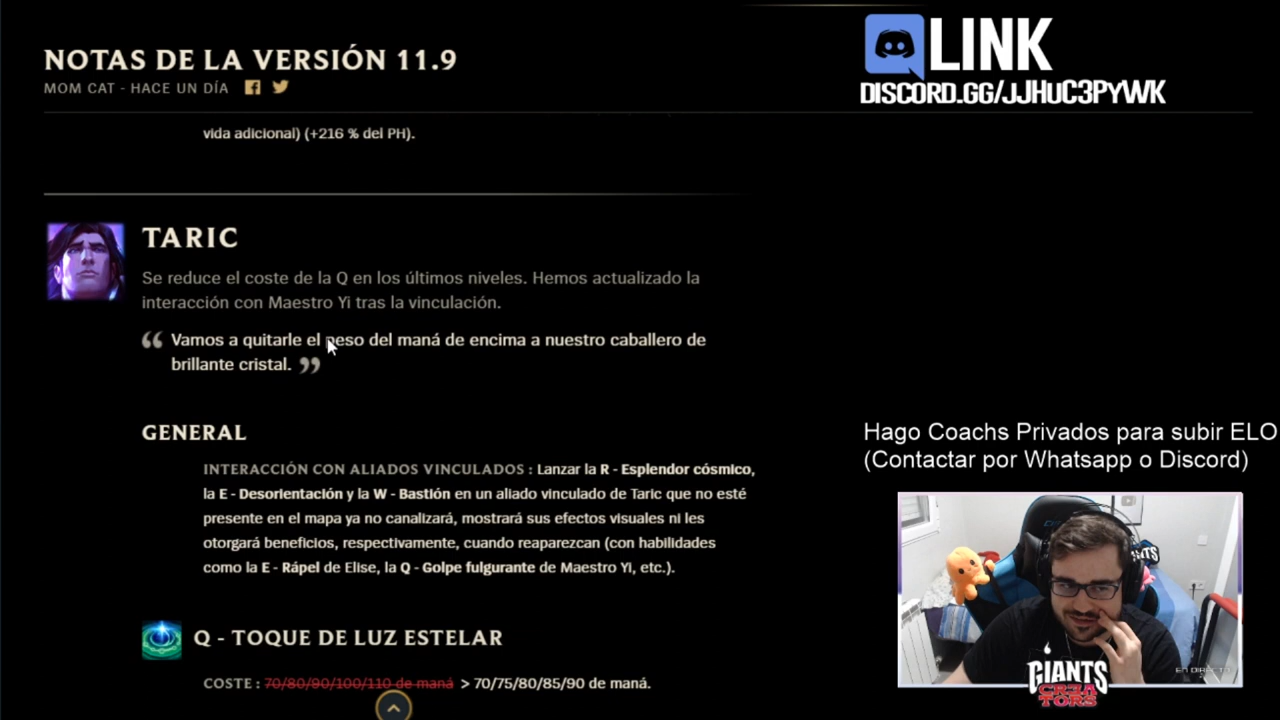 NOTAS DE LA VERSIÓN 11.9
MOM CAT - HACE UN DÍA
LINK
DISCORD.GG/JJHUC3PYWK
vida adicional) (+216 % del PH).
TARIC
Se reduce el coste de la Q en los últimos niveles. Hemos actualizado la
interacción con Maestro Yi tras la vinculación.
“ Vamos a quitarle el peso del maná de encima a nuestro caballero de
brillante cristal. ”
GENERAL
INTERACCIÓN CON ALIADOS VINCULADOS : Lanzar la R - Esplendor cósmico,
la E - Desorientación y la W - Bastión en un aliado vinculado de Taric que no esté
presente en el mapa ya no canalizará, mostrará sus efectos visuales ni les
otorgará beneficios, respectivamente, cuando reaparezcan (con habilidades
como la E - Rápel de Elise, la Q - Golpe fulgurante de Maestro Yi, etc.).
Q - TOQUE DE LUZ ESTELAR
COSTE : 70/80/90/100/110 de maná > 70/75/80/85/90 de maná.
Hago Coachs Privados para subir ELO
(Contactar por Whatsapp o Discord)
EN DIRECTO
GIANTS
CREA
TORS